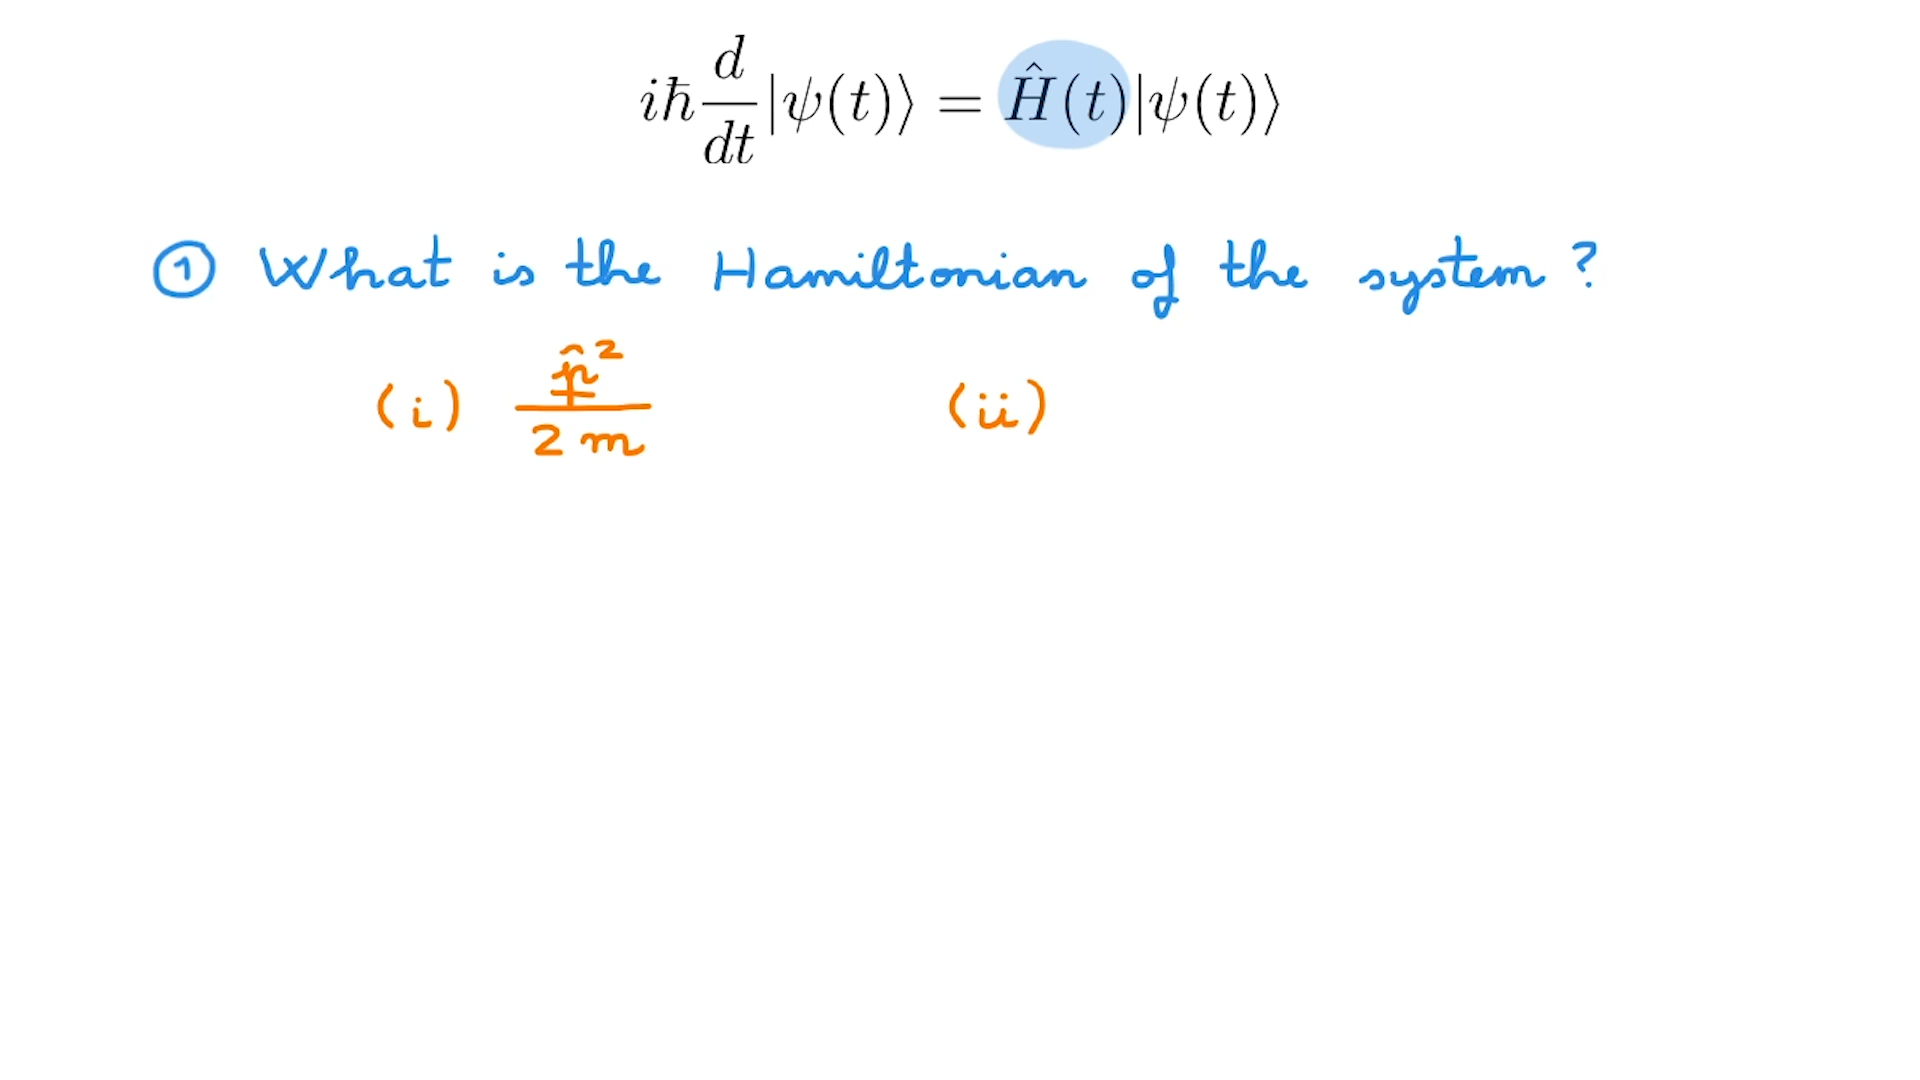 iħ d/dt |ψ(t)⟩ = Ĥ(t)|ψ(t)⟩
① What is the Hamiltonian of the system?
(i) p̂²/2m (ii)